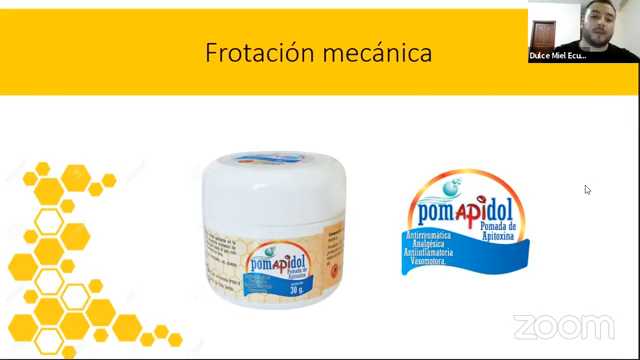 Frotación mecánica
Dulce Miel Ecu...
pomAPidol
Pomada de
Apitoxina
Antirreumática
Analgésica
Antiinflamatoria
Vasomotora.
pomAPidol
Pomada de
Apitoxina
30 g.
zoom